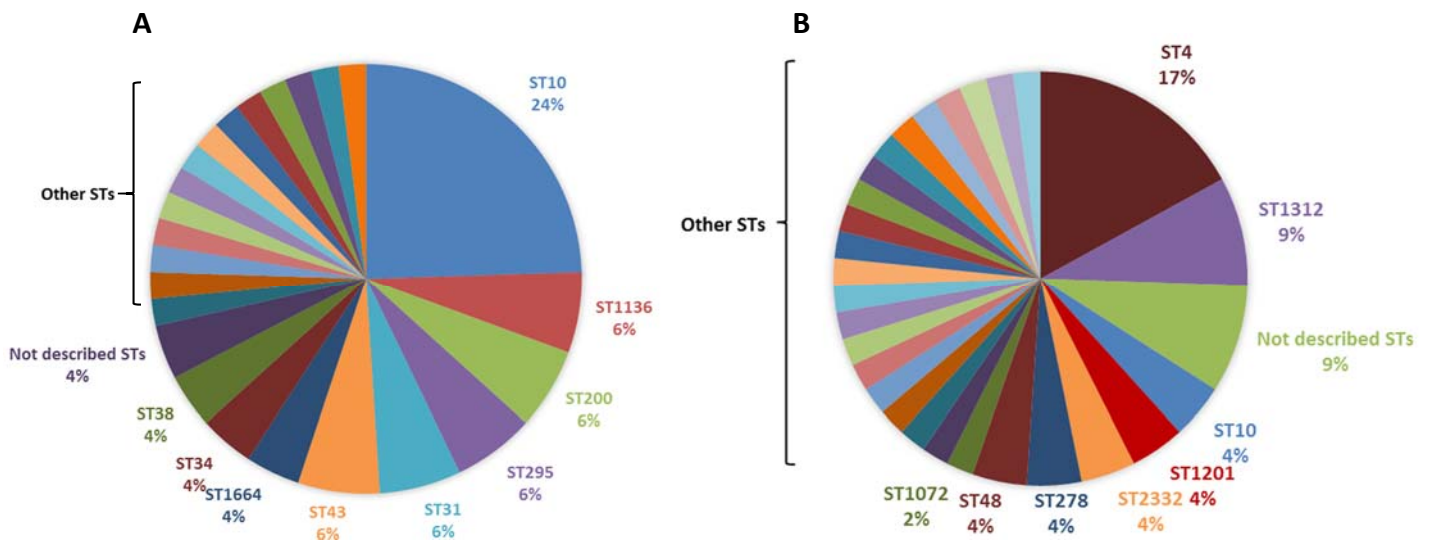 A
ST10
24%
Other STs
ST1136
6%
Not described STs
4%
ST200
6%
ST38
4%
ST34
4%
ST1664
4%
ST43
6%
ST31
6%
ST295
6%
B
ST4
17%
ST1312
9%
Other STs
Not described STs
9%
ST10
4%
ST1201
4%
ST2332
4%
ST278
4%
ST48
4%
ST1072
2%